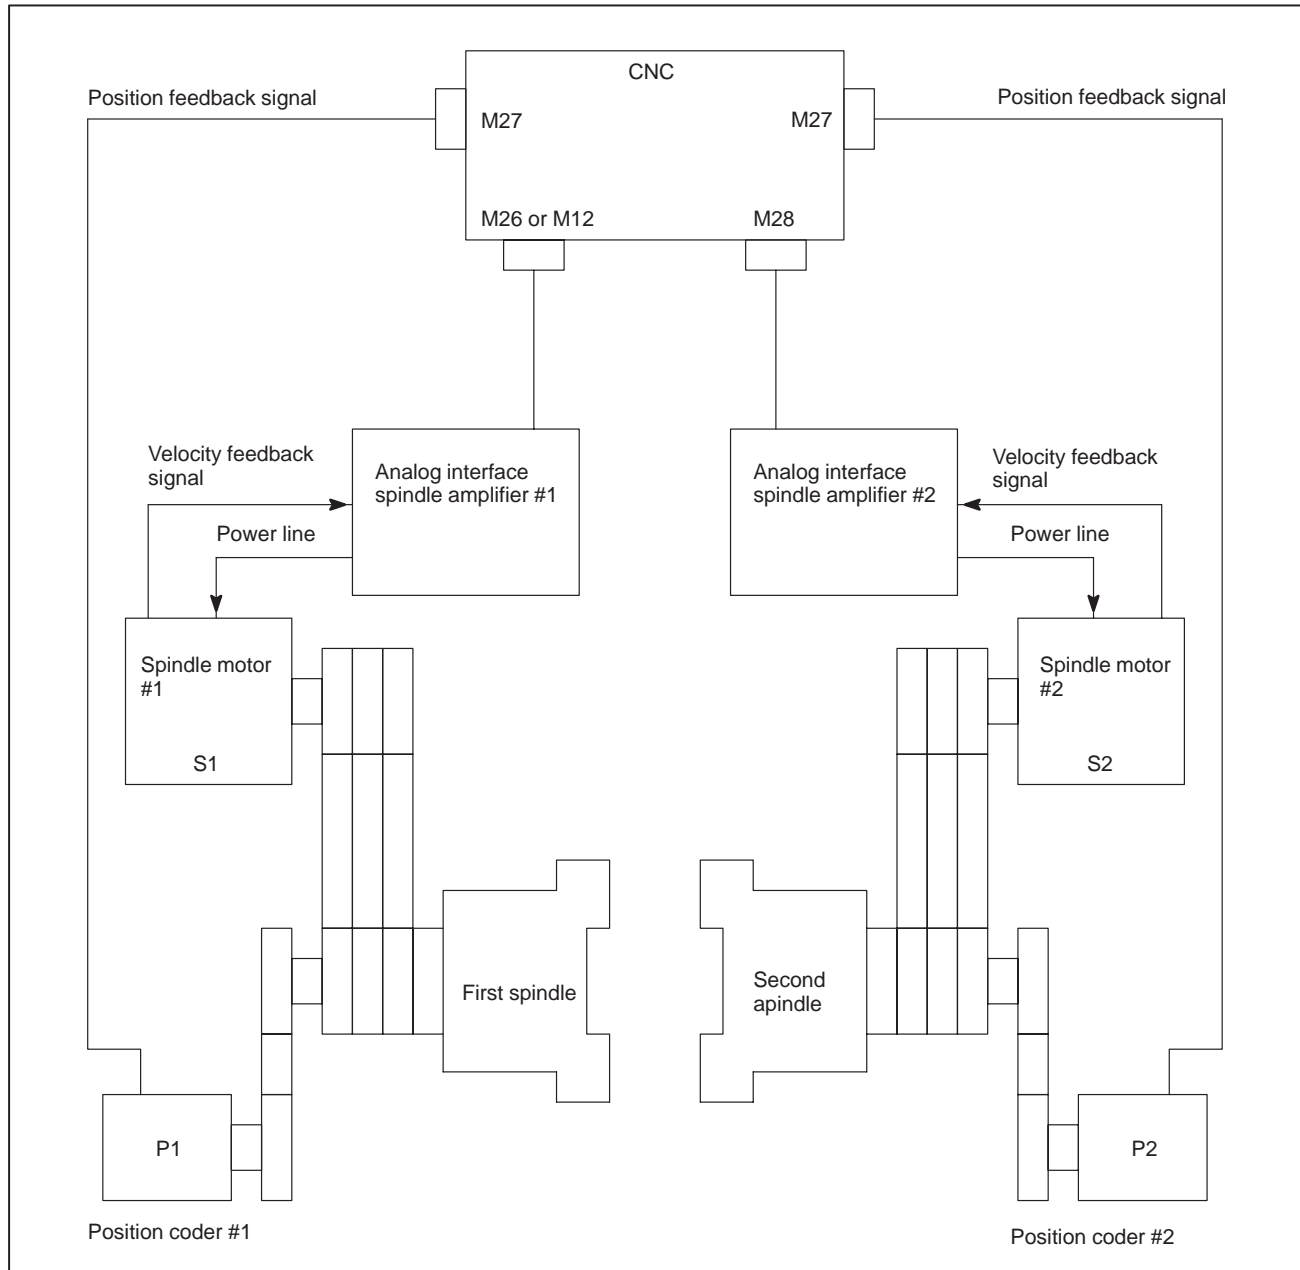 CNC
Position feedback signal
Position feedback signal
M27
M27
M26 or M12
M28
Velocity feedback
signal
Analog interface
spindle amplifier #1
Analog interface
spindle amplifier #2
Velocity feedback
signal
Power line
Power line
Spindle motor
#1
S1
Spindle motor
#2
S2
First spindle
Second
apindle
P1
P2
Position coder #1
Position coder #2